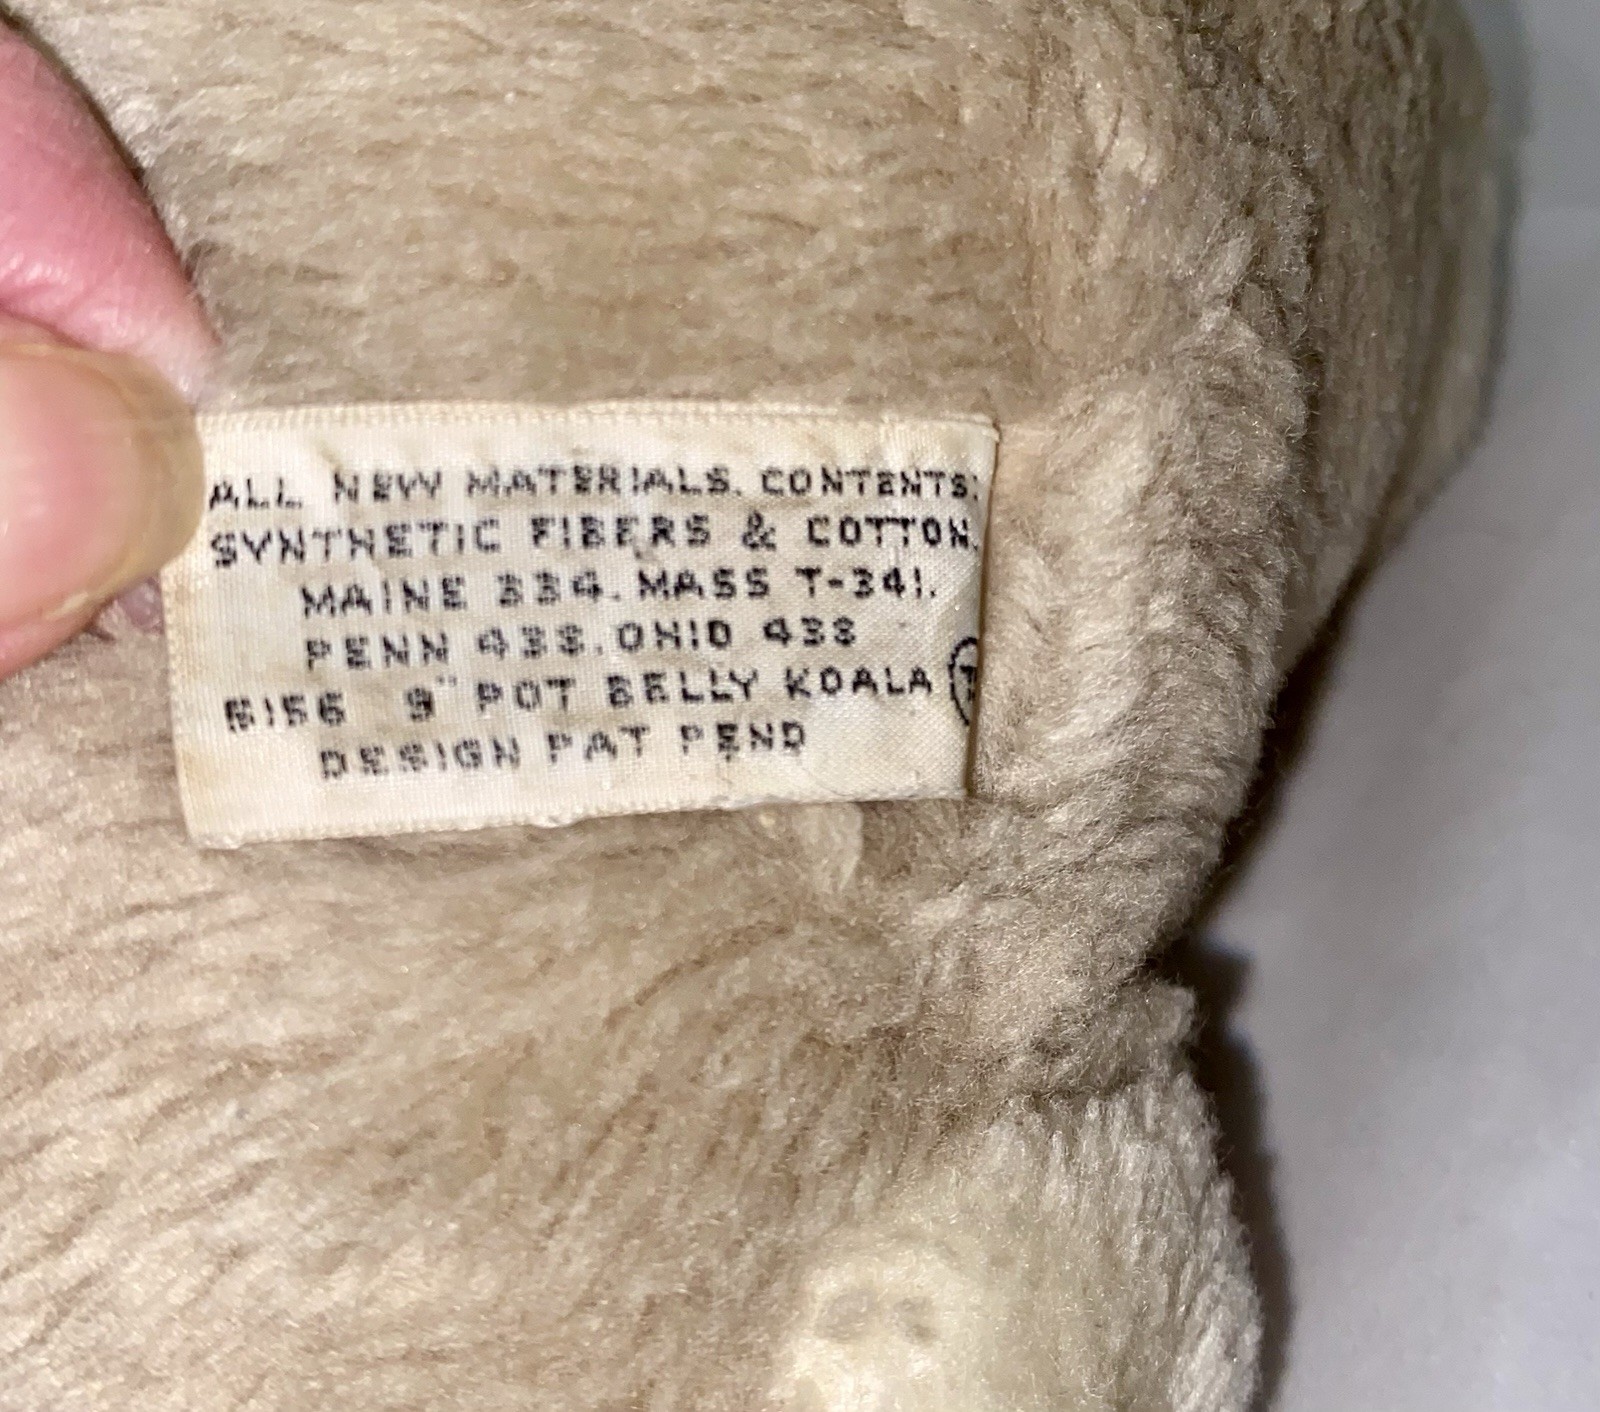 ALL NEW MATERIALS. CONTENTS:
SYNTHETIC FIBERS & COTTON.
MAINE 334. MASS T-341.
PENN 433. OHIO 433
5156 9" POT BELLY KOALA
DESIGN PAT PEND